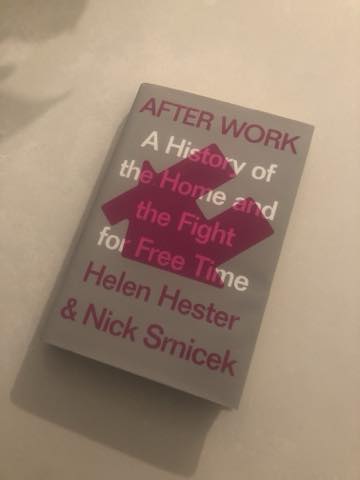 AFTER WORK
A History of
the Home and
the Fight
for Free Time
Helen Hester
& Nick Srnicek